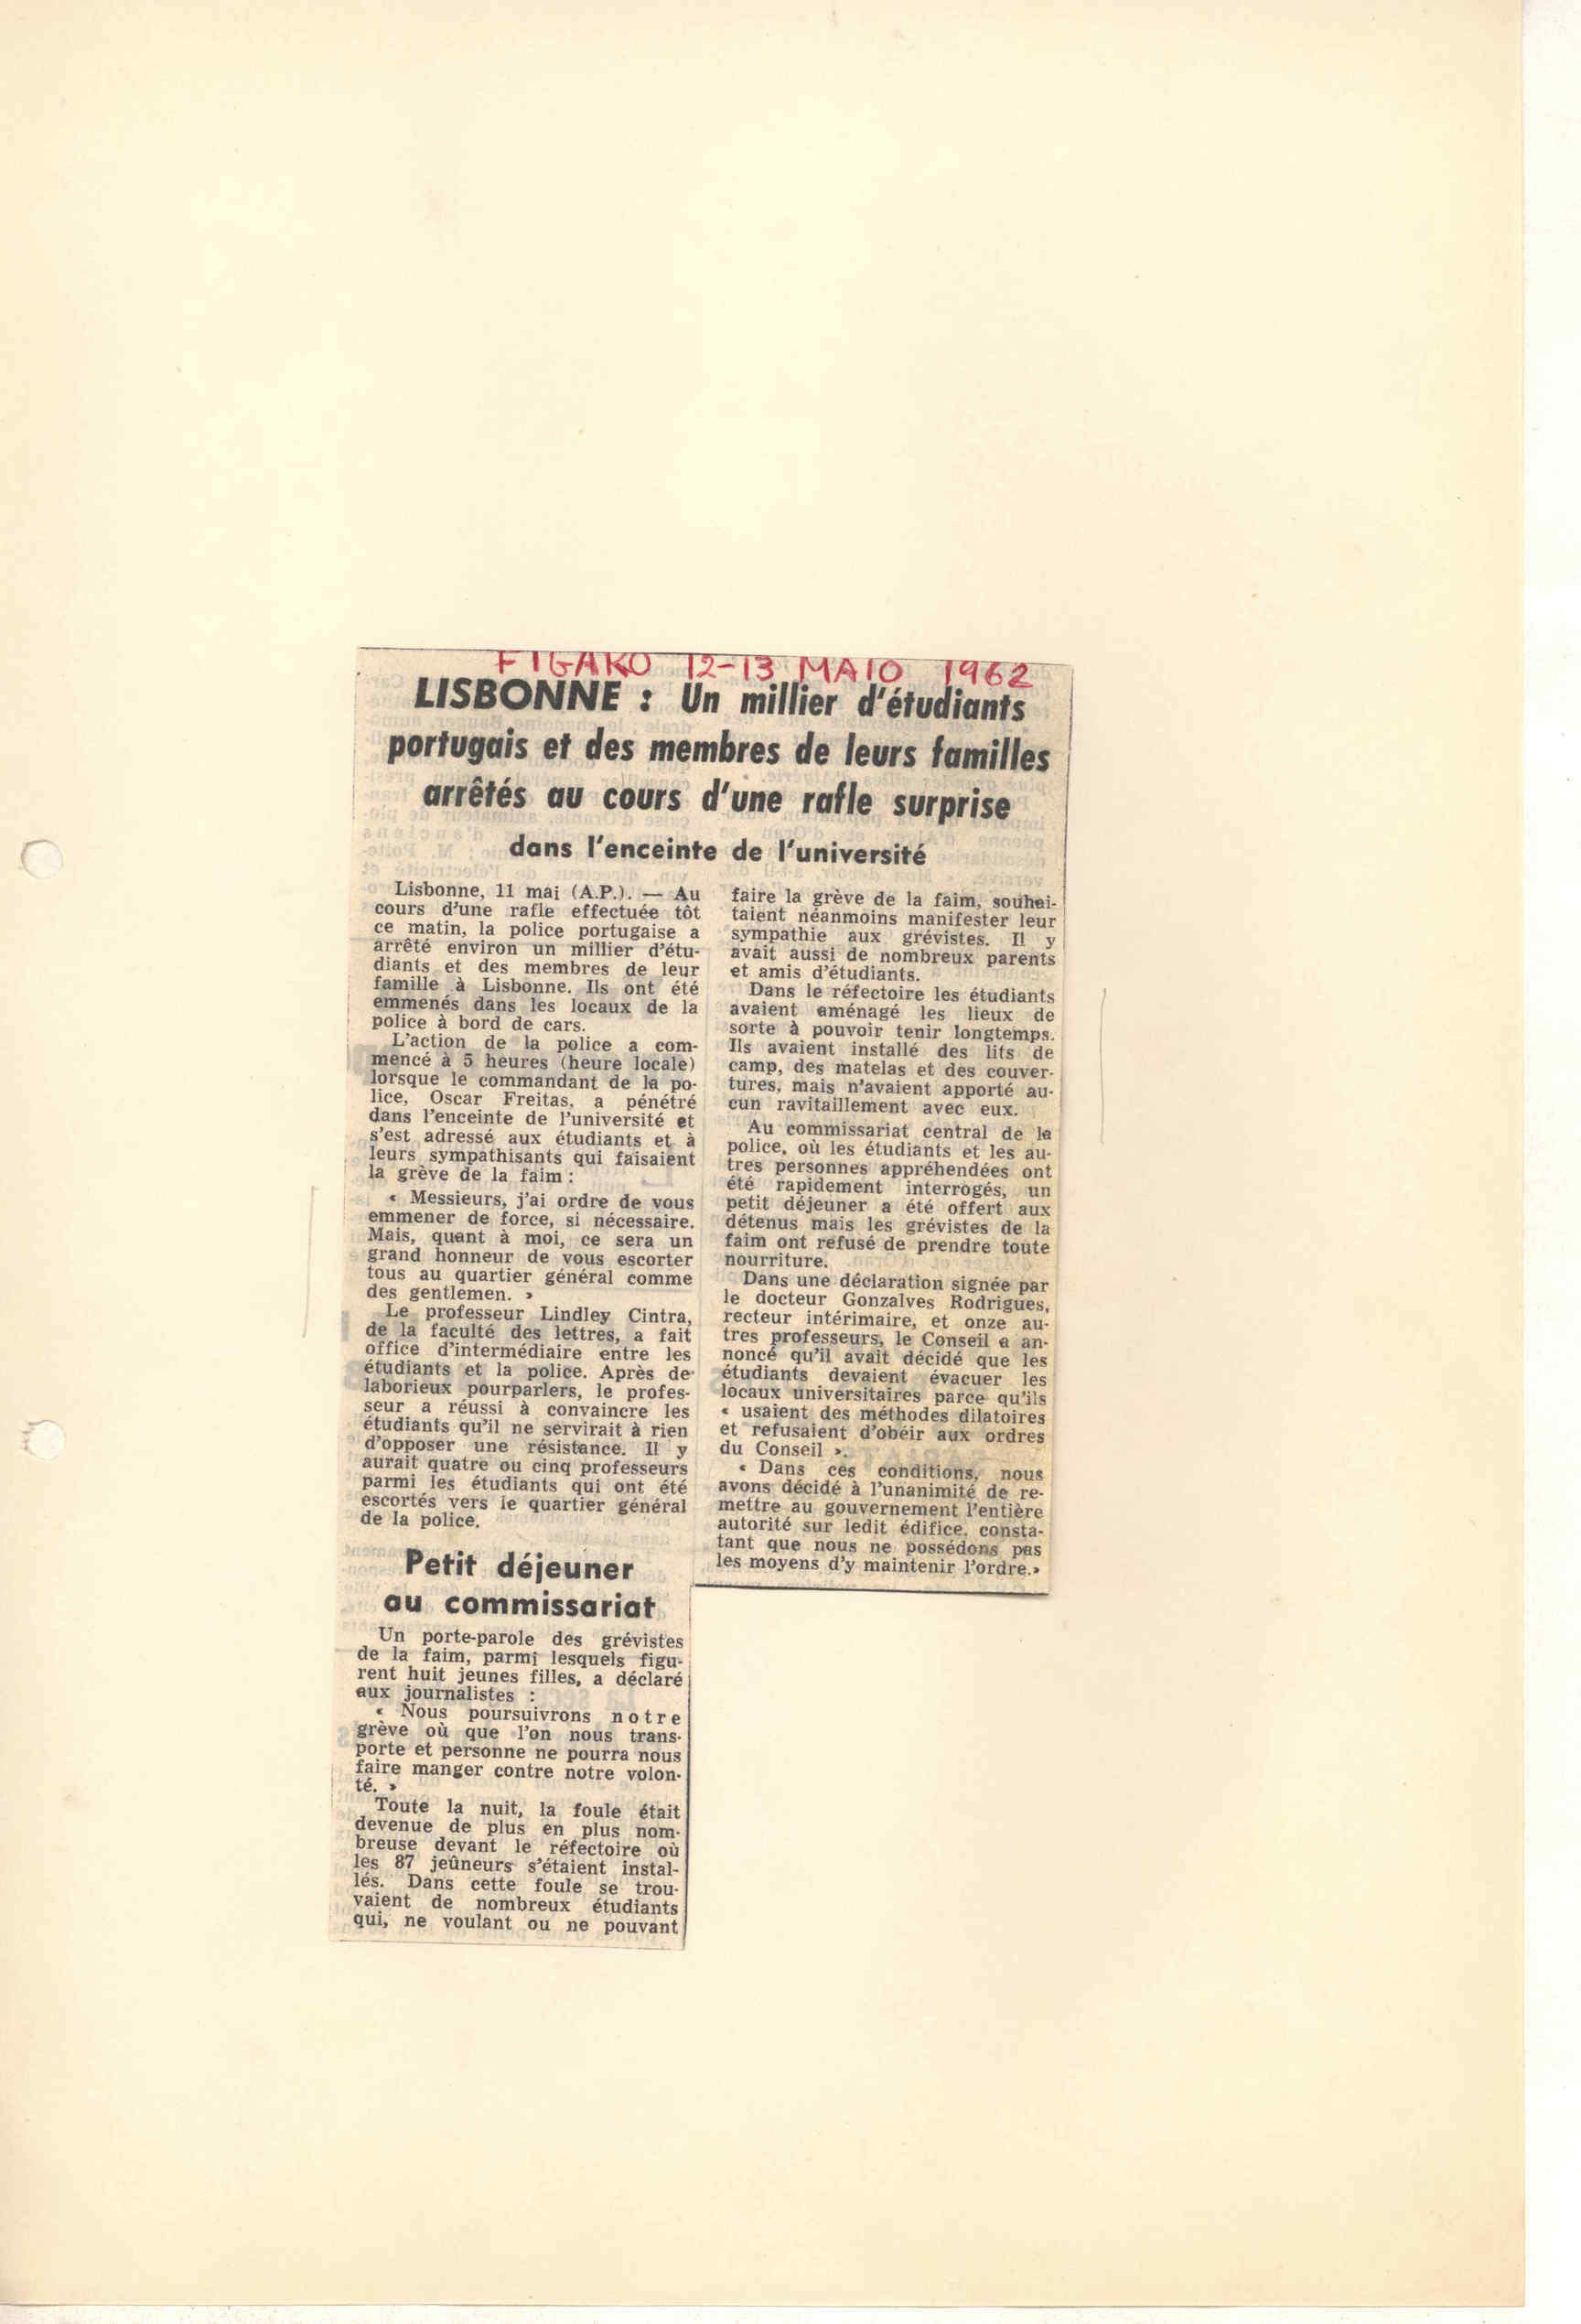 FIGARO 12-13 MAIO 1962
LISBONNE : Un millier d'étudiants
portugais et des membres de leurs familles
arrêtés au cours d'une rafle surprise
dans l'enceinte de l'université
Lisbonne, 11 mai (A.P.). — Au
cours d'une rafle effectuée tôt
ce matin, la police portugaise a
arrêté environ un millier d'étu-
diants et des membres de leur
famille à Lisbonne. Ils ont été
emmenés dans les locaux de la
police à bord de cars.
L'action de la police a com-
mencé à 5 heures (heure locale)
lorsque le commandant de la po-
lice, Oscar Freitas, a pénétré
dans l'enceinte de l'université et
s'est adressé aux étudiants et à
leurs sympathisants qui faisaient
la grève de la faim :
« Messieurs, j'ai ordre de vous
emmener de force, si nécessaire.
Mais, quant à moi, ce sera un
grand honneur de vous escorter
tous au quartier général comme
des gentlemen. »
Le professeur Lindley Cintra,
de la faculté des lettres, a fait
office d'intermédiaire entre les
étudiants et la police. Après de
laborieux pourparlers, le profes-
seur a réussi à convaincre les
étudiants qu'il ne servirait à rien
d'opposer une résistance. Il y
aurait quatre ou cinq professeurs
parmi les étudiants qui ont été
escortés vers le quartier général
de la police.
Petit déjeuner
au commissariat
Un porte-parole des grévistes
de la faim, parmi lesquels figu-
rent huit jeunes filles, a déclaré
aux journalistes :
« Nous poursuivrons notre
grève où que l'on nous trans-
porte et personne ne pourra nous
faire manger contre notre volon-
té. »
Toute la nuit, la foule était
devenue de plus en plus nom-
breuse devant le réfectoire où
les 87 jeûneurs s'étaient instal-
lés. Dans cette foule se trou-
vaient de nombreux étudiants
qui, ne voulant ou ne pouvant
faire la grève de la faim, souhai-
taient néanmoins manifester leur
sympathie aux grévistes. Il y
avait aussi de nombreux parents
et amis d'étudiants.
Dans le réfectoire les étudiants
avaient aménagé les lieux de
sorte à pouvoir tenir longtemps.
Ils avaient installé des lits de
camp, des matelas et des couver-
tures, mais n'avaient apporté au-
cun ravitaillement avec eux.
Au commissariat central de la
police, où les étudiants et les au-
tres personnes appréhendées ont
été rapidement interrogés, un
petit déjeuner a été offert aux
détenus mais les grévistes de la
faim ont refusé de prendre toute
nourriture.
Dans une déclaration signée par
le docteur Gonzalves Rodrigues,
recteur intérimaire, et onze au-
tres professeurs, le Conseil a an-
noncé qu'il avait décidé que les
étudiants devaient évacuer les
locaux universitaires parce qu'ils
« usaient des méthodes dilatoires
et refusaient d'obéir aux ordres
du Conseil ».
« Dans ces conditions, nous
avons décidé à l'unanimité de re-
mettre au gouvernement l'entière
autorité sur ledit édifice, consta-
tant que nous ne possédons pas
les moyens d'y maintenir l'ordre.»